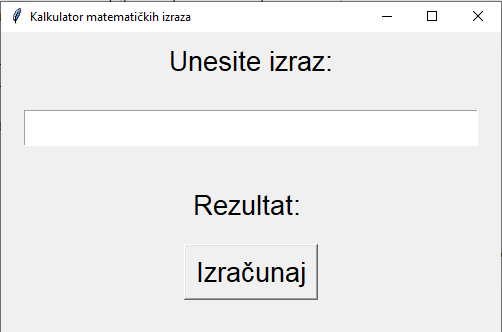 Kalkulator matematičkih izraza
Unesite izraz:
Rezultat:
Izračunaj